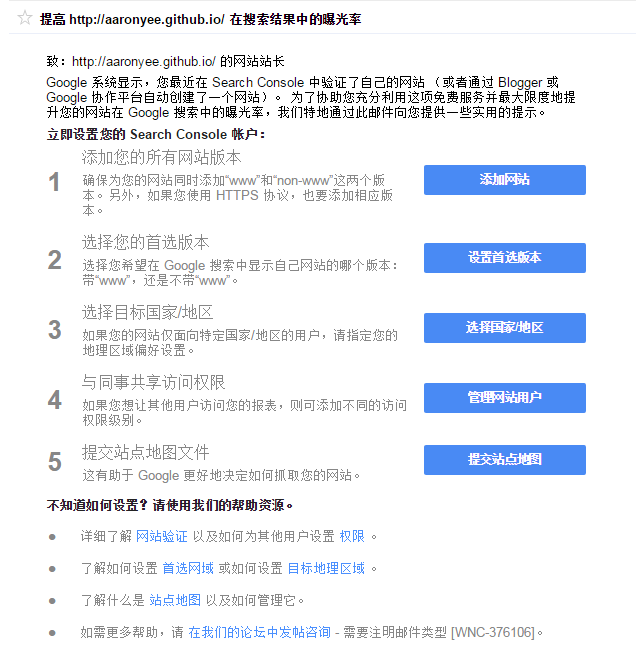 提高 http://aaronyee.github.io/ 在搜索结果中的曝光率
致：http://aaronyee.github.io/ 的网站站长
Google 系统显示，您最近在 Search Console 中验证了自己的网站 （或者通过 Blogger 或
Google 协作平台自动创建了一个网站）。 为了协助您充分利用这项免费服务并最大限度地提
升您的网站在 Google 搜索中的曝光率，我们特地通过此邮件向您提供一些实用的提示。
立即设置您的 Search Console 帐户：
1
添加您的所有网站版本
确保为您的网站同时添加“www”和“non-www”这两个版
本。另外，如果您使用 HTTPS 协议，也要添加相应版
本。
添加网站
2
选择您的首选版本
选择您希望在 Google 搜索中显示自己网站的哪个版本：
带“www”，还是不带“www”。
设置首选版本
3
选择目标国家/地区
如果您的网站仅面向特定国家/地区的用户，请指定您的
地理区域偏好设置。
选择国家/地区
4
与同事共享访问权限
如果您想让其他用户访问您的报表，则可添加不同的访问
权限级别。
管理网站用户
5
提交站点地图文件
这有助于 Google 更好地决定如何抓取您的网站。
提交站点地图
不知道如何设置？请使用我们的帮助资源。
● 详细了解 网站验证 以及如何为其他用户设置 权限 。
● 了解如何设置 首选网域 或如何设置 目标地理区域 。
● 了解什么是 站点地图 以及如何管理它。
● 如需更多帮助，请 在我们的论坛中发帖咨询 - 需要注明邮件类型 [WNC-376106]。